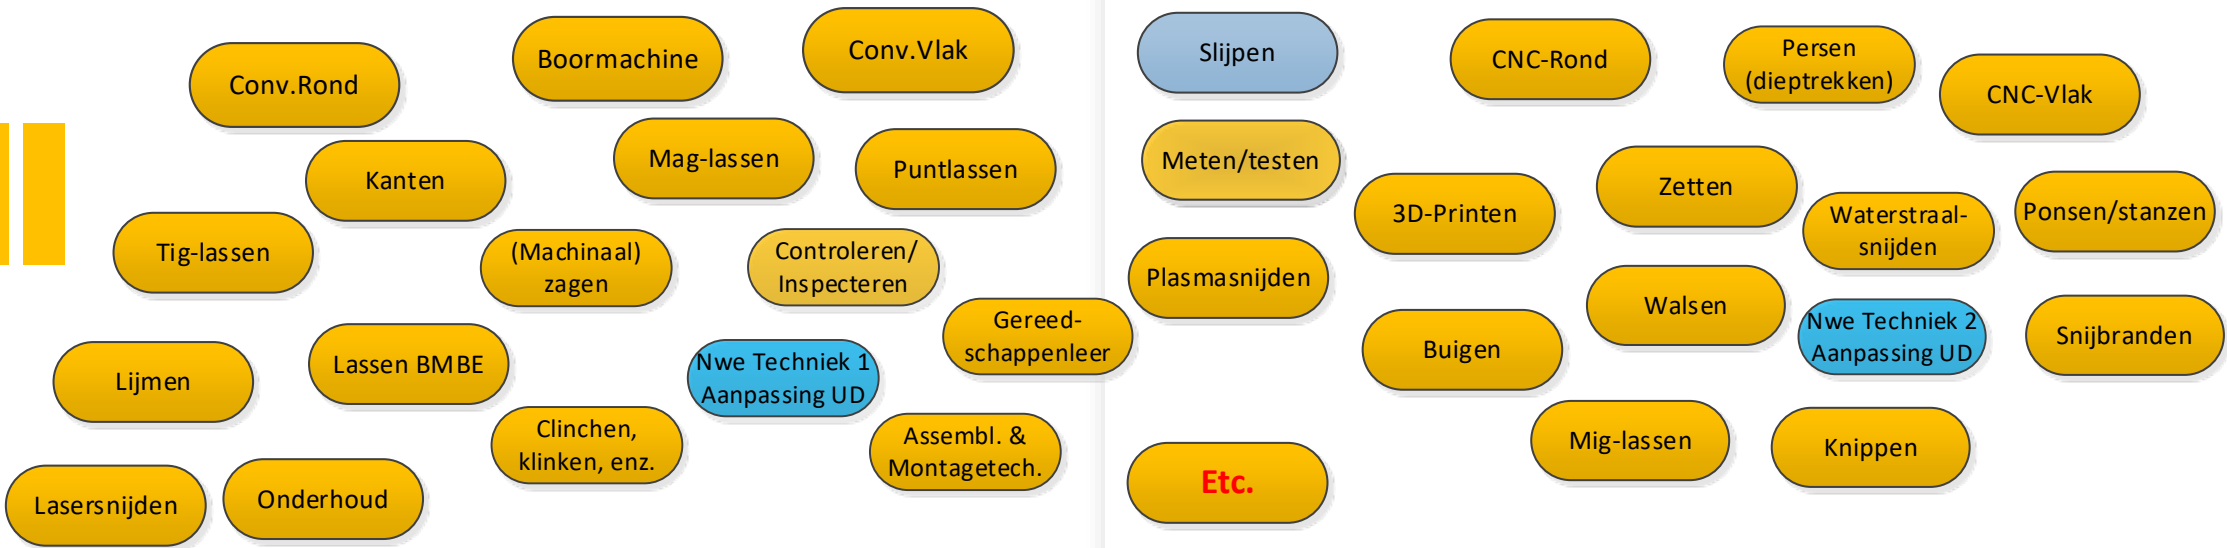 Conv.Rond
Boormachine
Conv.Vlak
Slijpen
CNC-Rond
Persen
(dieptrekken)
CNC-Vlak
Kanten
Mag-lassen
Puntlassen
Meten/testen
3D-Printen
Zetten
Waterstraal-
snijden
Ponsen/stanzen
Tig-lassen
(Machinaal)
zagen
Controleren/
Inspecteren
Gereed-
schappenleer
Plasmasnijden
Buigen
Walsen
Nwe Techniek 2
Aanpassing UD
Snijbranden
Lijmen
Lassen BMBE
Nwe Techniek 1
Aanpassing UD
Clinchen,
klinken, enz.
Assembl. &
Montagetech.
Etc.
Mig-lassen
Knippen
Lasersnijden
Onderhoud